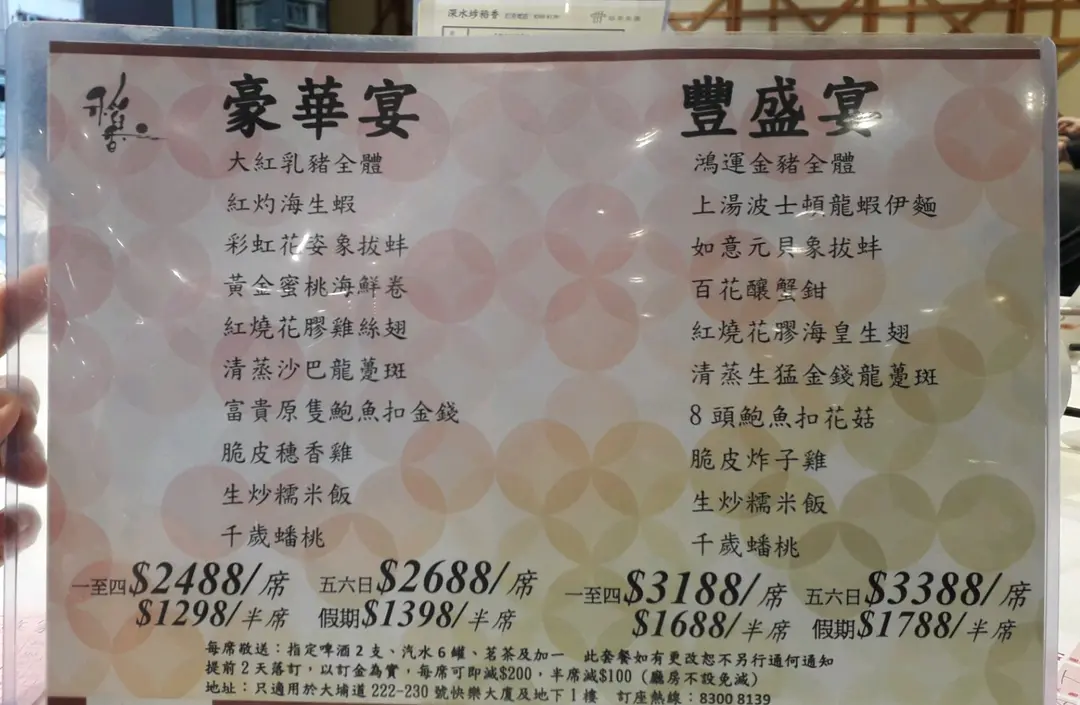 深水埗稻香
稻香
豪華宴
大紅乳豬全體
紅灼海生蝦
彩虹花姿象拔蚌
黃金蜜桃海鮮卷
紅燒花膠雞絲翅
清蒸沙巴龍躉斑
富貴原隻鮑魚扣金錢
脆皮穗香雞
生炒糯米飯
千歲蟠桃
一至四$2488/席 五六日$2688/席
$1298/半席 假期$1398/半席
豐盛宴
鴻運金豬全體
上湯波士頓龍蝦伊麵
如意元貝象拔蚌
百花釀蟹鉗
紅燒花膠海皇生翅
清蒸生猛金錢龍躉斑
8頭鮑魚扣花菇
脆皮炸子雞
生炒糯米飯
千歲蟠桃
一至四$3188/席 五六日$3388/席
$1688/半席 假期$1788/半席
每席敬送：指定啤酒2支、汽水6罐、茗茶及加一 此套餐如有更改恕不另行通何通知
提前2天落訂，以訂金為實，每席可即減$200，半席減$100（廳房不設免減）
地址：只適用於大埔道222-230號快樂大廈及地下1樓 訂座熱線：8300 8139